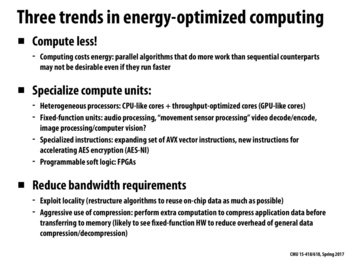 Three trends in energy-optimized computing
■ Compute less!
- Computing costs energy: parallel algorithms that do more work than sequential counterparts
may not be desirable even if they run faster
■ Specialize compute units:
- Heterogeneous processors: CPU-like cores + throughput-optimized cores (GPU-like cores)
- Fixed-function units: audio processing, "movement sensor processing" video decode/encode,
image processing/computer vision?
- Specialized instructions: expanding set of AVX vector instructions, new instructions for
accelerating AES encryption (AES-NI)
- Programmable soft logic: FPGAs
■ Reduce bandwidth requirements
- Exploit locality (restructure algorithms to reuse on-chip data as much as possible)
- Aggressive use of compression: perform extra computation to compress application data before
transferring to memory (likely to see fixed-function HW to reduce overhead of general data
compression/decompression)
CMU 15-418/618, Spring 2017